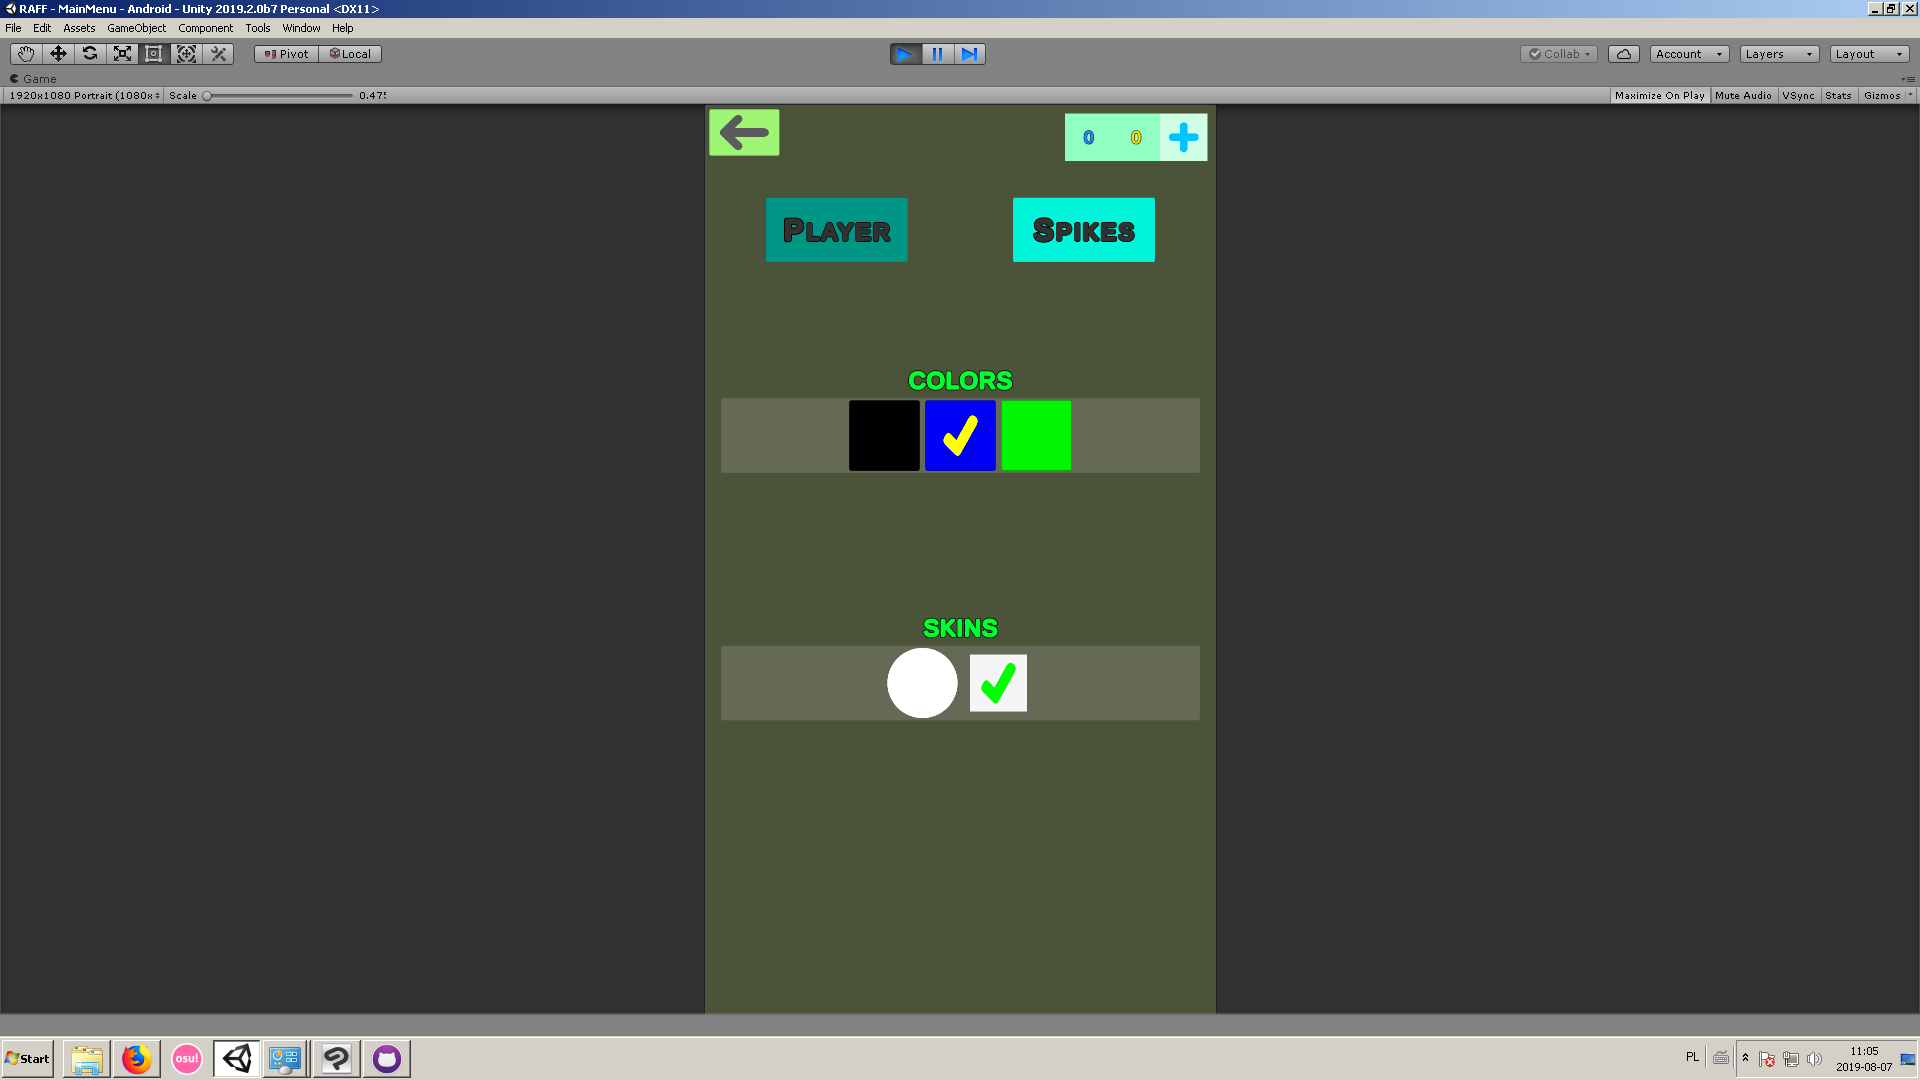 RAFF - MainMenu - Android - Unity 2019.2.0b7 Personal <DX11>
File Edit Assets GameObject Component Tools Window Help
Pivot Local Collab Account Layers Layout
Game
1920x1080 Portrait (1080x Scale 0.475 Maximize On Play Mute Audio VSync Stats Gizmos
0 0
PLAYER SPIKES
COLORS
SKINS
Start osu! PL 11:05
2019-08-07